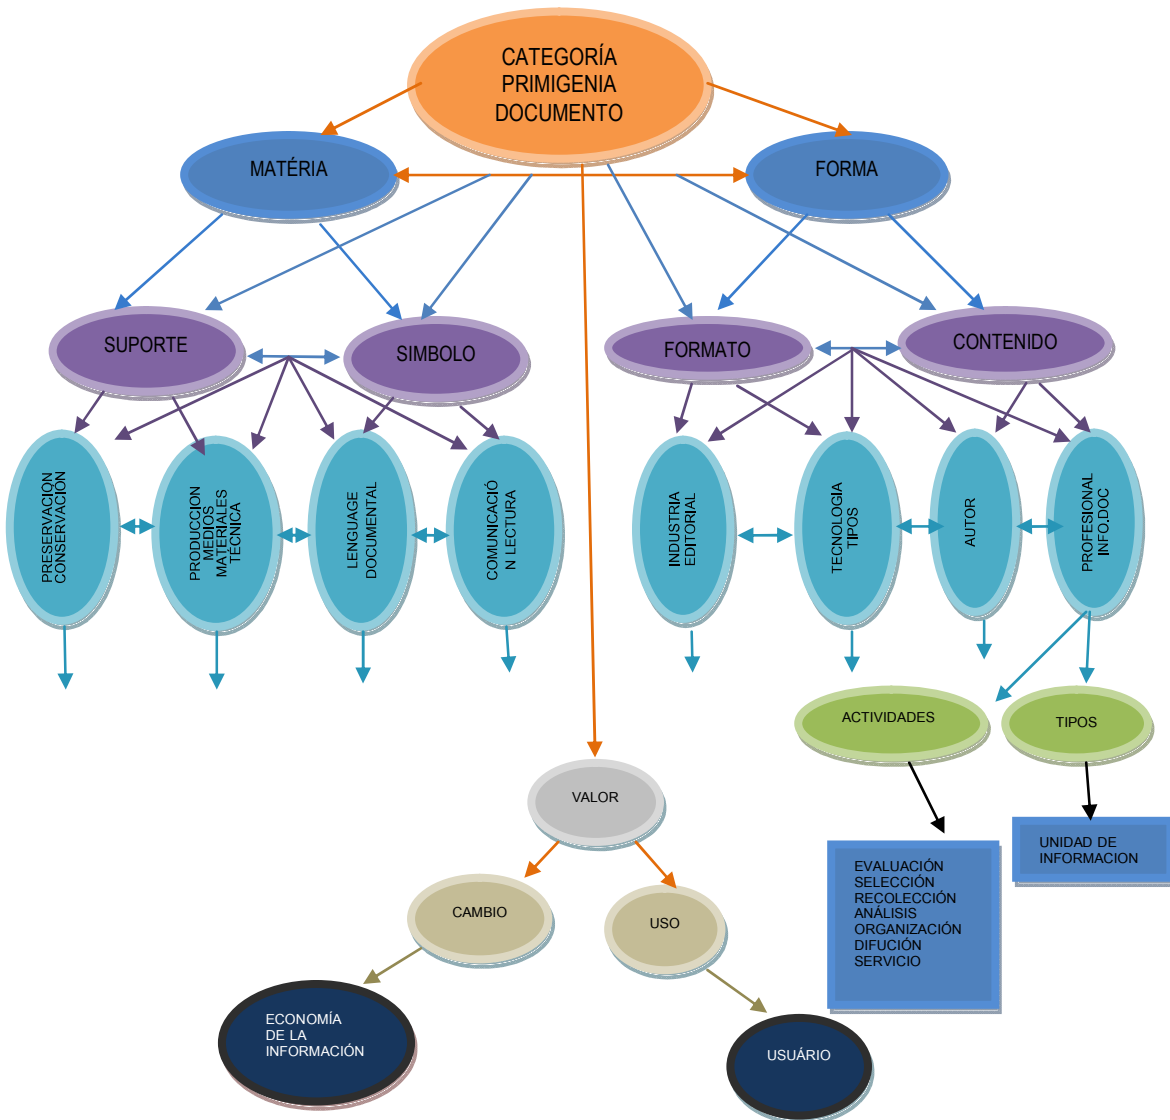 CATEGORÍA
PRIMIGENIA
DOCUMENTO
MATÉRIA
FORMA
SUPORTE
SIMBOLO
FORMATO
CONTENIDO
PRESERVACIÓN
CONSERVACIÓN
PRODUCCION
MEDIOS
MATERIALES
TÉCNICA
LENGUAGE
DOCUMENTAL
COMUNICACIÓ
N LECTURA
INDUSTRIA
EDITORIAL
TECNOLOGIA
TIPOS
AUTOR
PROFESIONAL
INFO.DOC
ACTIVIDADES
TIPOS
VALOR
UNIDAD DE
INFORMACION
EVALUACIÓN
SELECCIÓN
RECOLECCIÓN
ANÁLISIS
ORGANIZACIÓN
DIFUCIÓN
SERVICIO
CAMBIO
USO
ECONOMÍA
DE LA
INFORMACIÓN
USUÁRIO